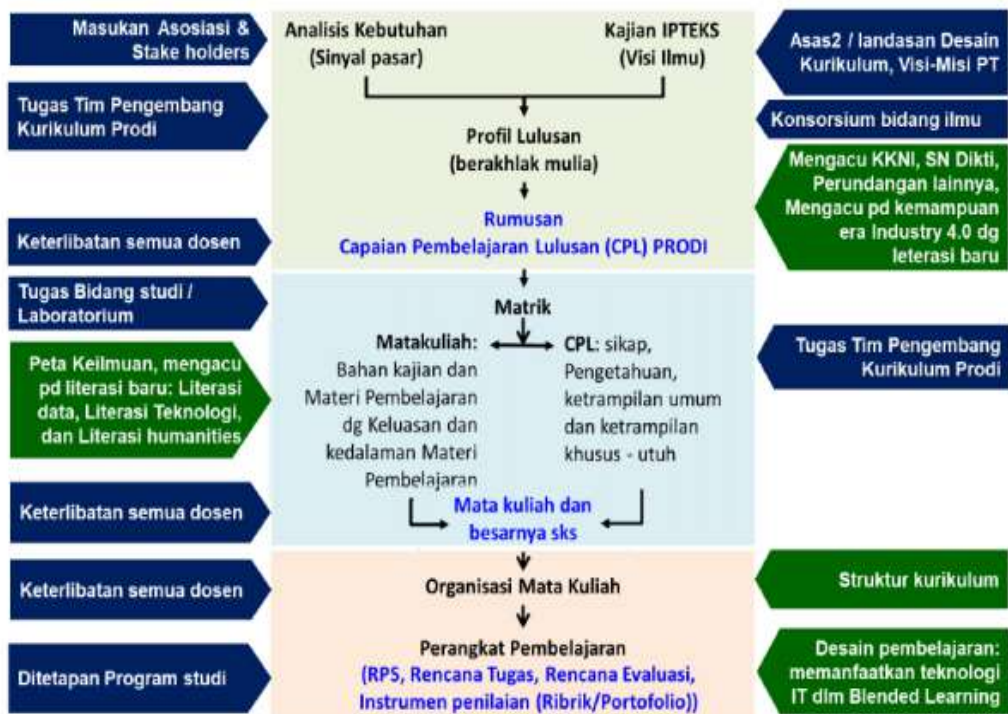 Masukan Asosiasi &
Stake holders
Tugas Tim Pengembang
Kurikulum Prodi
Keterlibatan semua dosen
Tugas Bidang studi /
Laboratorium
Peta Keilmuan, mengacu
pd literasi baru: Literasi
data, Literasi Teknologi,
dan Literasi humanities
Keterlibatan semua dosen
Keterlibatan semua dosen
Ditetapan Program studi
Analisis Kebutuhan
(Sinyal pasar)
Kajian IPTEKS
(Visi Ilmu)
Profil Lulusan
(berakhlak mulia)
Rumusan
Capaian Pembelajaran Lulusan (CPL) PRODI
Matrik
Matakuliah:
Bahan kajian dan
Materi Pembelajaran
dg Keluasan dan
kedalaman Materi
Pembelajaran
CPL: sikap,
Pengetahuan,
ketrampilan umum
dan ketrampilan
khusus - utuh
Mata kuliah dan
besarnya sks
Organisasi Mata Kuliah
Perangkat Pembelajaran
(RPS, Rencana Tugas, Rencana Evaluasi,
Instrumen penilaian (Ribrik/Portofolio))
Asas2 / landasan Desain
Kurikulum, Visi-Misi PT
Konsorsium bidang ilmu
Mengacu KKNI, SN Dikti,
Perundangan lainnya,
Mengacu pd kemampuan
era Industry 4.0 dg
leterasi baru
Tugas Tim Pengembang
Kurikulum Prodi
Struktur kurikulum
Desain pembelajaran:
memanfaatkan teknologi
IT dlm Blended Learning